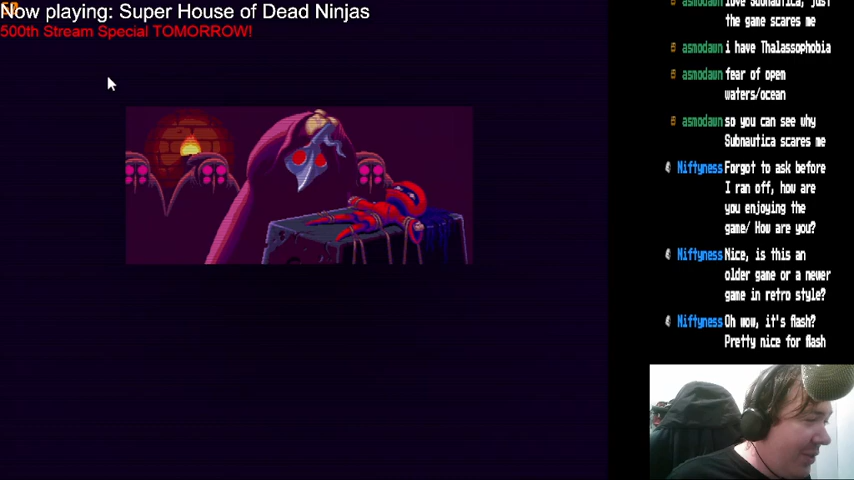 Now playing: Super House of Dead Ninjas
500th Stream Special TOMORROW!
love Subnautica, just
the game scares me
asmodawn i have Thalassophobia
asmodawn fear of open
waters/ocean
asmodawn so you can see why
Subnautica scares me
Niftyness Forgot to ask before
I ran off, how are
you enjoying the
game/ How are you?
Niftyness Nice, is this an
older game or a newer
game in retro style?
Niftyness Oh wow, it's flash?
Pretty nice for flash